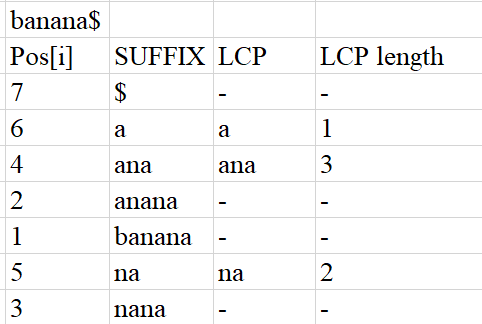 banana$
Pos[i] SUFFIX LCP LCP length
7 $ - -
6 a a 1
4 ana ana 3
2 anana - -
1 banana - -
5 na na 2
3 nana - -